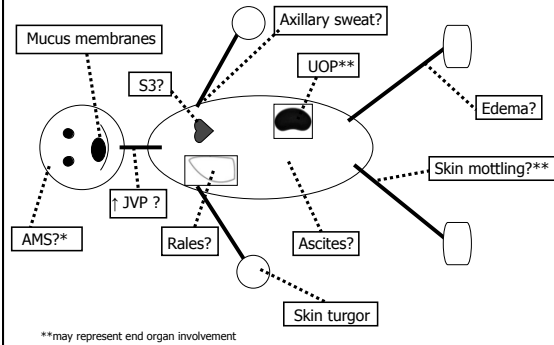 Axillary sweat?
Mucus membranes
UOP**
S3?
Edema?
Skin mottling?**
↑ JVP ?
AMS?*
Rales?
Ascites?
Skin turgor
**may represent end organ involvement